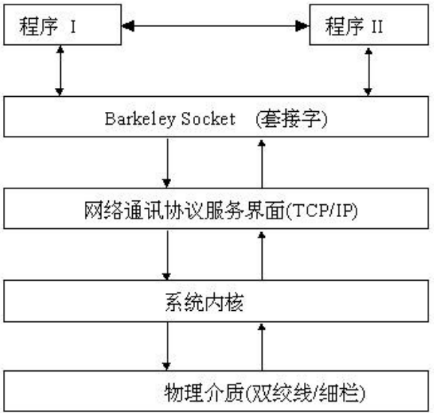 程序 I
程序 II
Barkeley Socket (套接字)
网络通讯协议服务界面(TCP/IP)
系统内核
物理介质(双绞线/细栏)